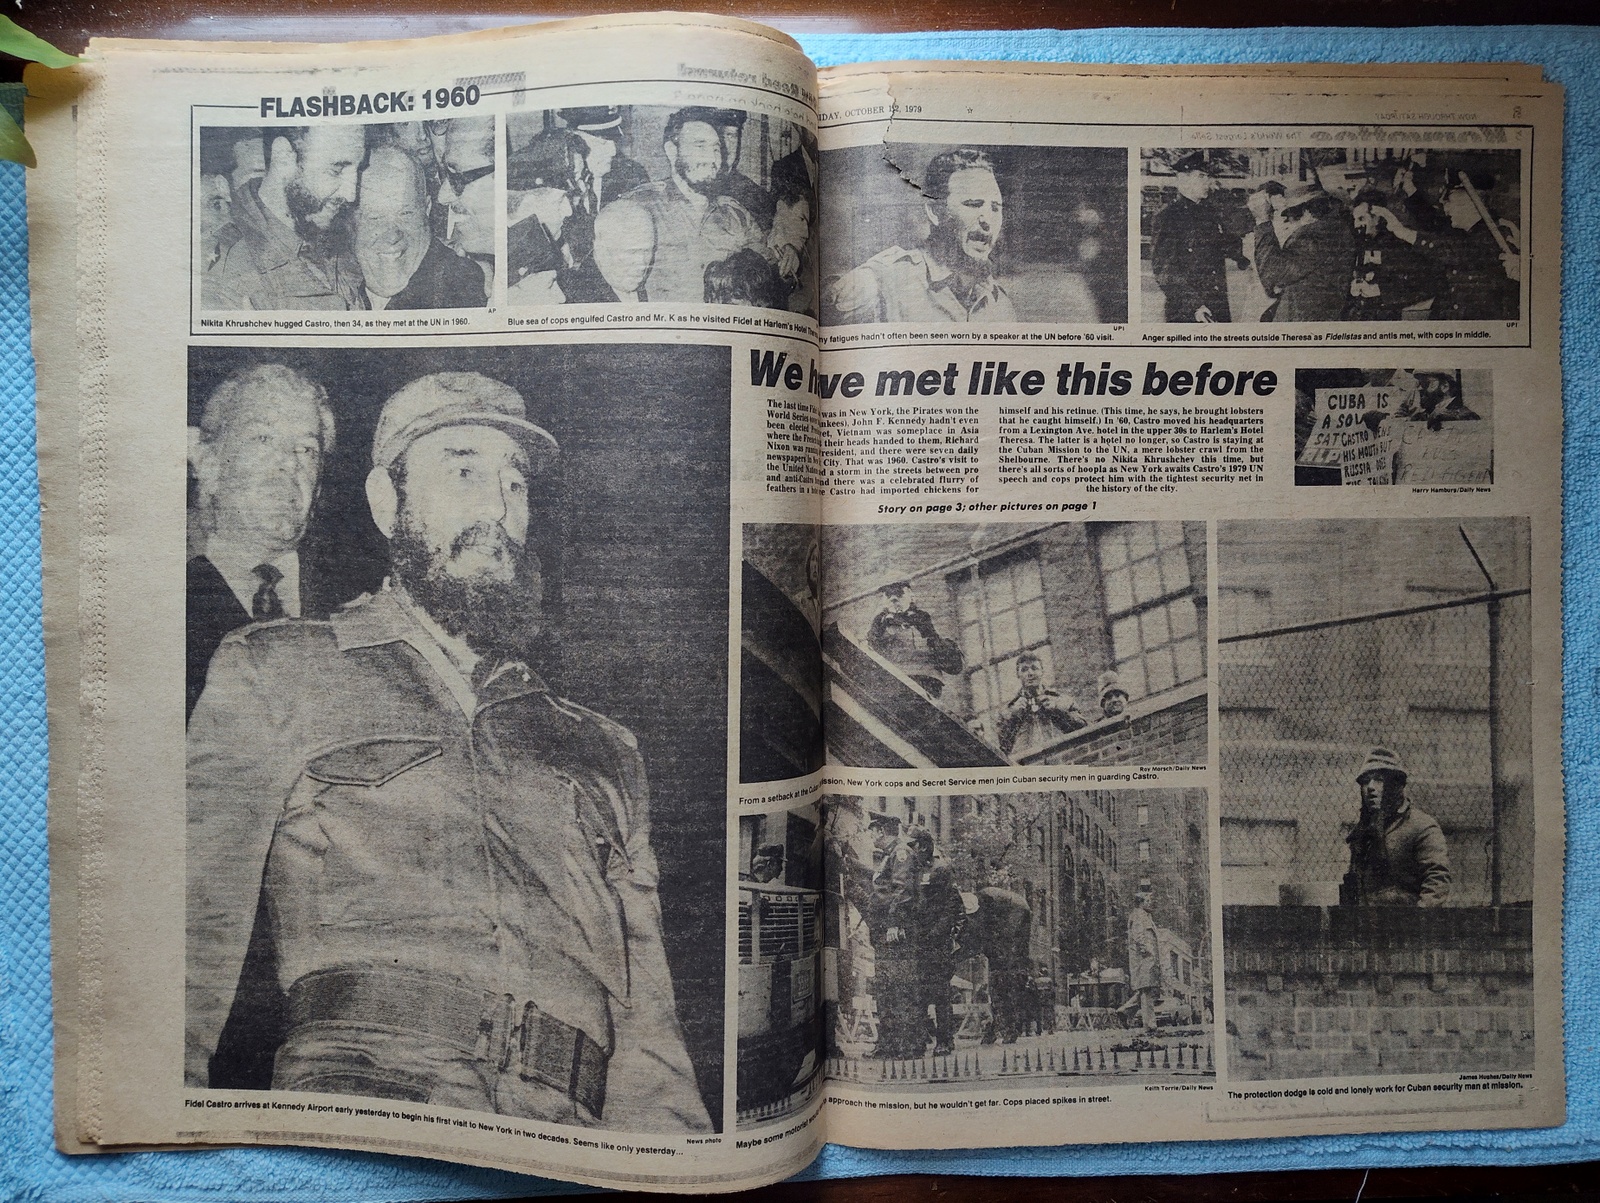 FLASHBACK: 1960
DAY, OCTOBER 12, 1979
AP
Nikita Khrushchev hugged Castro, then 34, as they met at the UN in 1960.
Blue sea of cops engulfed Castro and Mr. K as he visited Fidel at Harlem's Hotel
UPI
fatigues hadn't often been seen worn by a speaker at the UN before '60 visit.
UPI
Anger spilled into the streets outside Theresa as Fidelistas and antis met, with cops in middle.
We ve met like this before
The last time was in New York, the Pirates won the
World Series John F. Kennedy hadn't even
been elected Vietnam was someplace in Asia
where the their heads handed to them, Richard
Nixon was and there were seven daily
newspapers in City. That was 1960. Castro's visit to
the United a storm in the streets between pro
and anti-Castro there was a celebrated flurry of
feathers in a Castro had imported chickens for
himself and his retinue. (This time, he says, he brought lobsters
that he caught himself.) In '60, Castro moved his headquarters
from a Lexington Ave. hotel in the upper 30s to Harlem's Hotel
Theresa. The latter is a hotel no longer, so Castro is staying at
the Cuban Mission to the UN, a mere lobster crawl from the
Shelbourne. There's no Nikita Khrushchev this time, but
there's all sorts of hoopla as New York awaits Castro's 1979 UN
speech and cops protect him with the tightest security net in
the history of the city.
Story on page 3; other pictures on page 1
CUBA IS
A SOV
SAT
ALP
CASTRO
HIS MOUTH BUT
RUSSIA DOES
THE
Harry Hamburg/Daily News
Roy Morsch/Daily News
From a setback at the New York cops and Secret Service men join Cuban security men in guarding Castro.
Keith Torrie/Daily News
Maybe some motorist approach the mission, but he wouldn't get far. Cops placed spikes in street.
James Hughes/Daily News
The protection dodge is cold and lonely work for Cuban security man at mission.
Fidel Castro arrives at Kennedy Airport early yesterday to begin his first visit to New York in two decades. Seems like only yesterday...
News photo